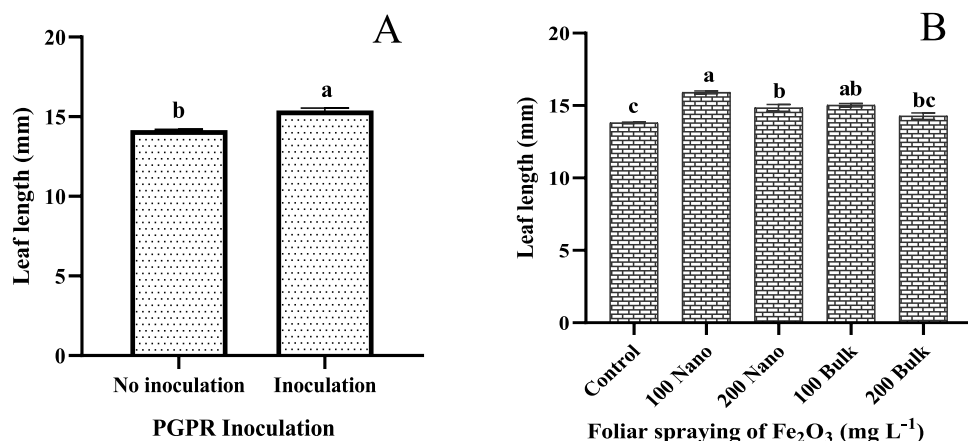 A
Leaf length (mm)
20
15
10
5
0
b
a
No inoculation
Inoculation
PGPR Inoculation
B
Leaf length (mm)
20
15
10
5
0
c
a
b
ab
bc
Control
100 Nano
200 Nano
100 Bulk
200 Bulk
Foliar spraying of Fe₂O₃ (mg L⁻¹)